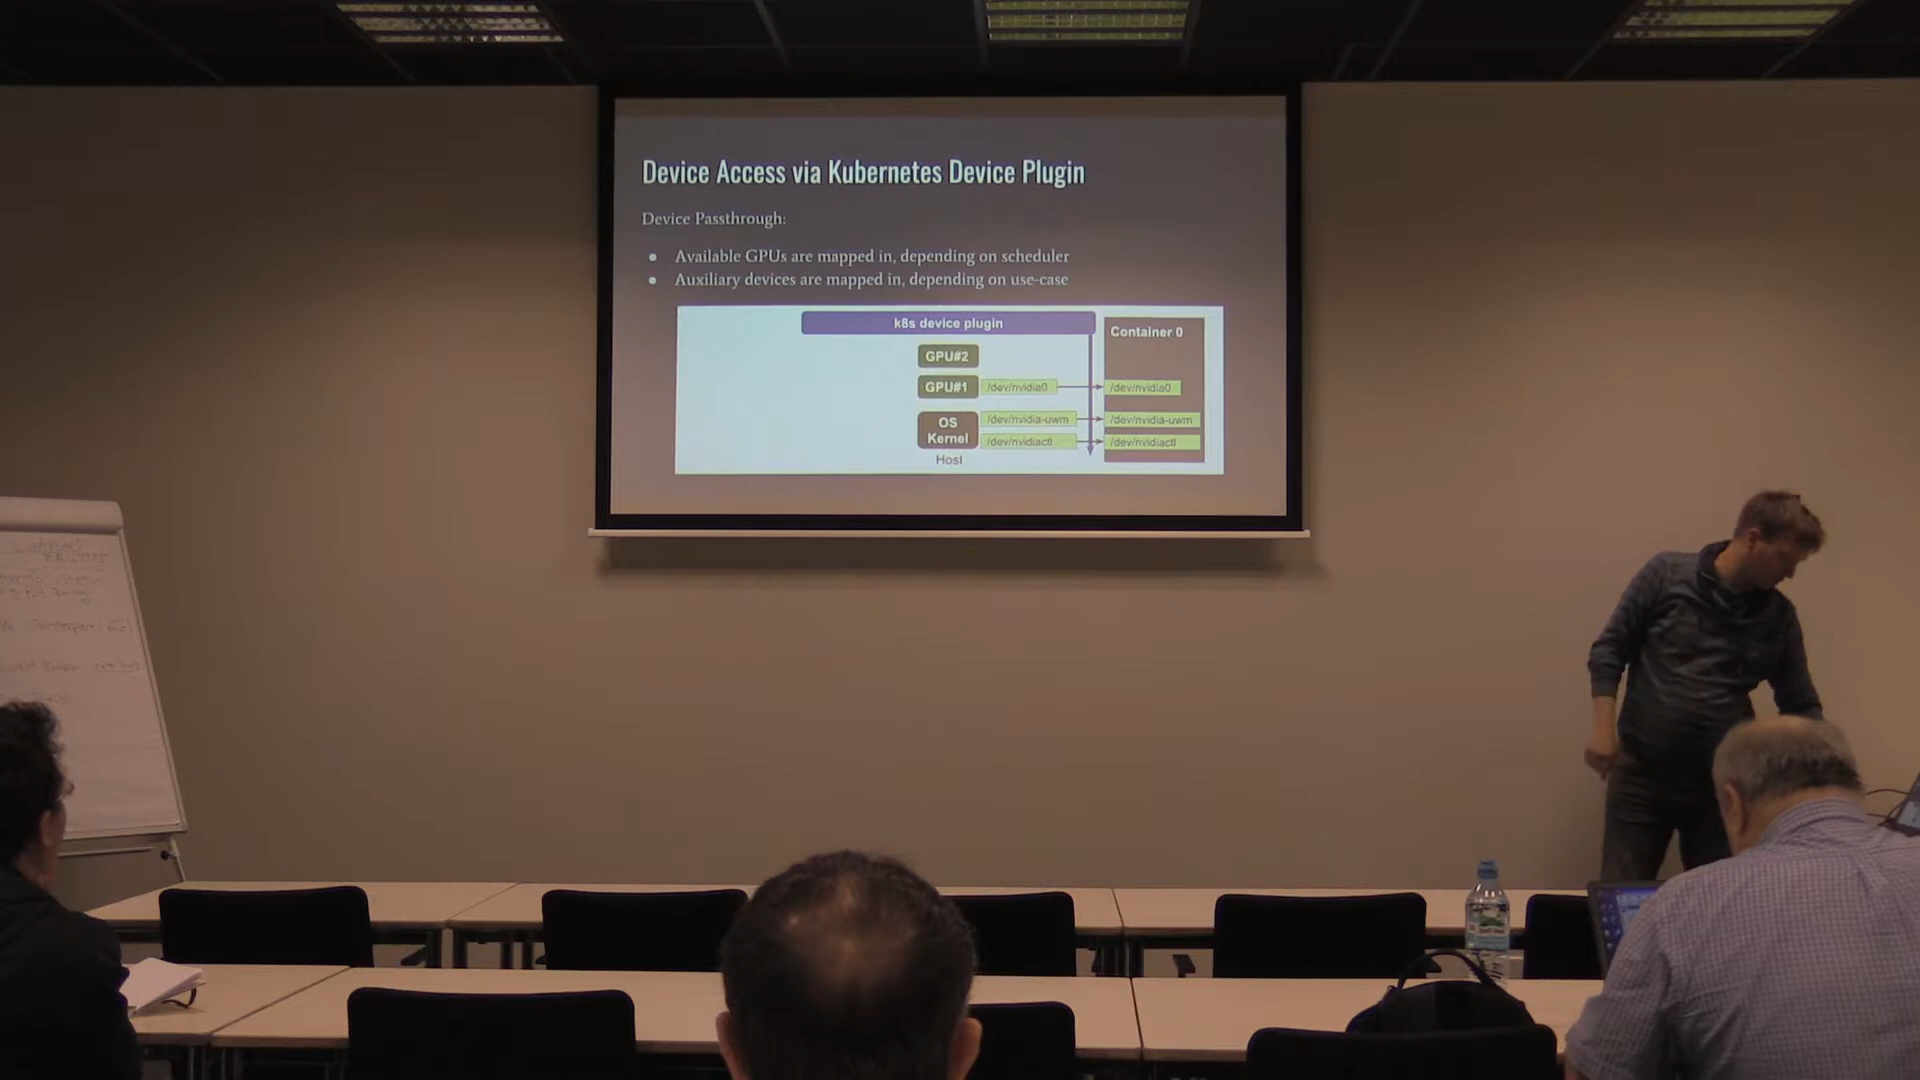 Device Access via Kubernetes Device Plugin
Device Passthrough:
● Available GPUs are mapped in, depending on scheduler
● Auxiliary devices are mapped in, depending on use-case
k8s device plugin
Container 0
GPU#2
GPU#1
/dev/nvidia0
/dev/nvidia0
OS
Kernel
/dev/nvidia-uwm
/dev/nvidia-uwm
/dev/nvidiactl
/dev/nvidiactl
Host